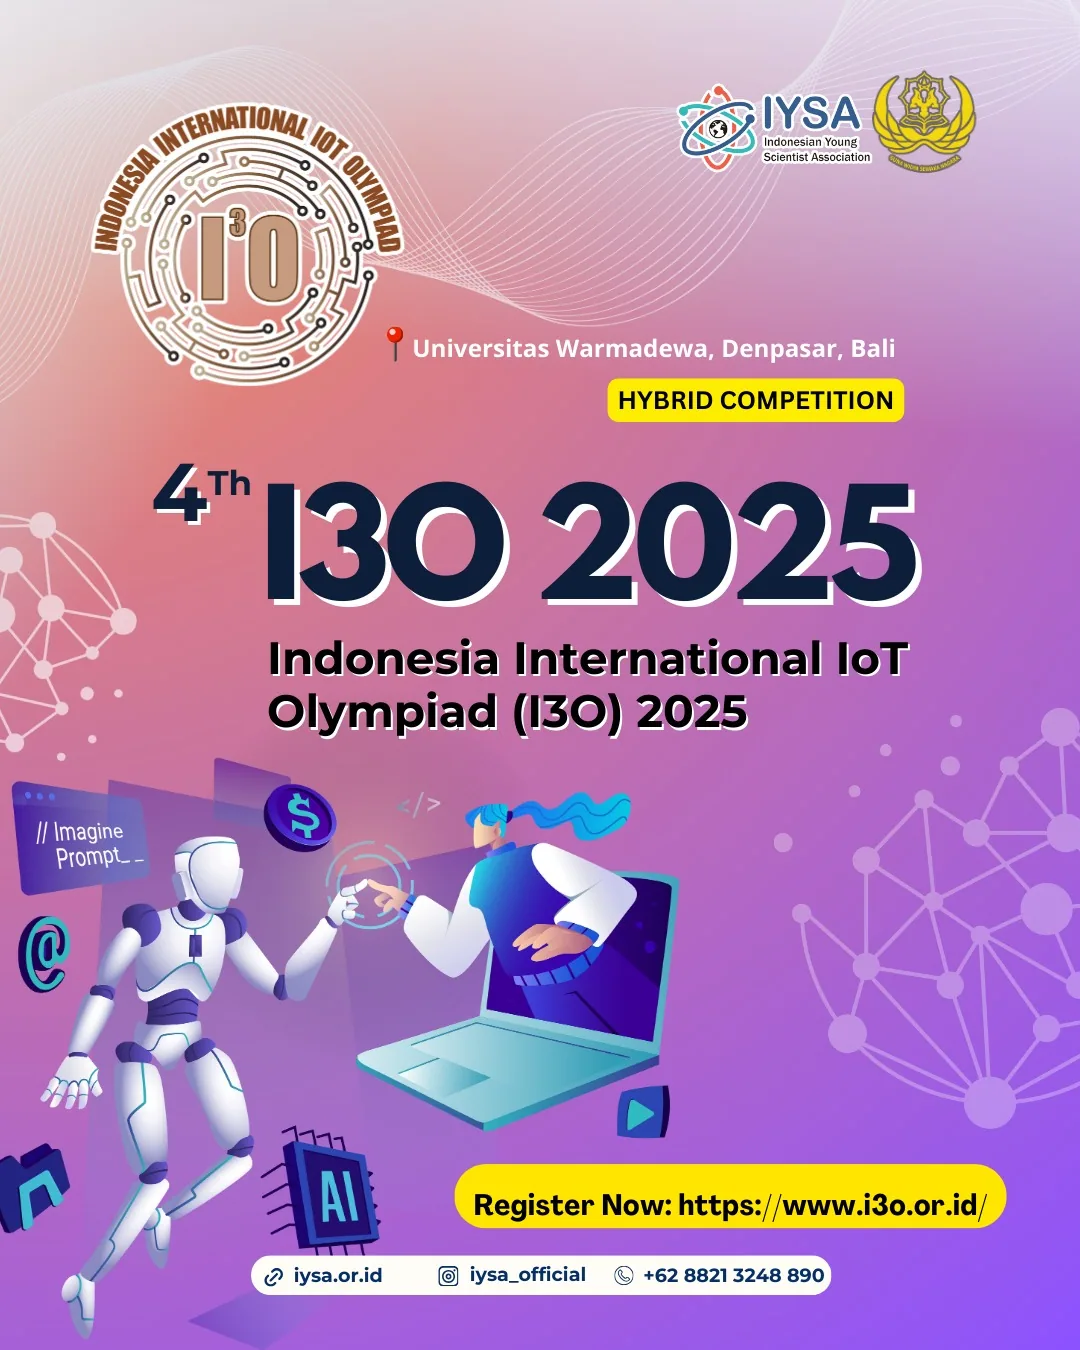 INDONESIA INTERNATIONAL IOT OLYMPIAD
I³O
IYSA
Indonesian Young
Scientist Association
📍Universitas Warmadewa, Denpasar, Bali
HYBRID COMPETITION
4Th I3O 2025
Indonesia International IoT
Olympiad (I3O) 2025
// Imagine
Prompt_ _
$
</>
@
AI
Register Now: https://www.i3o.or.id/
iysa.or.id
iysa_official
+62 8821 3248 890